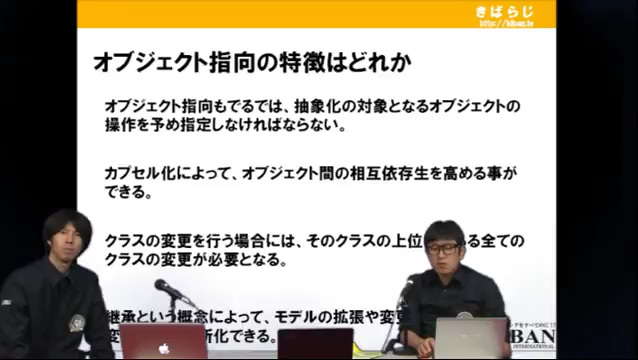 きばらじ
オブジェクト指向の特徴はどれか
オブジェクト指向もでるでは、抽象化の対象となるオブジェクトの
操作を予め指定しなければならない。
カプセル化によって、オブジェクト間の相互依存生を高める事が
できる。
クラスの変更を行う場合には、そのクラスの上位
る全ての
クラスの変更が必要となる。
継承という概念によって、モデルの拡張や変
変
新化できる。
BAN
INTERNATIONAL